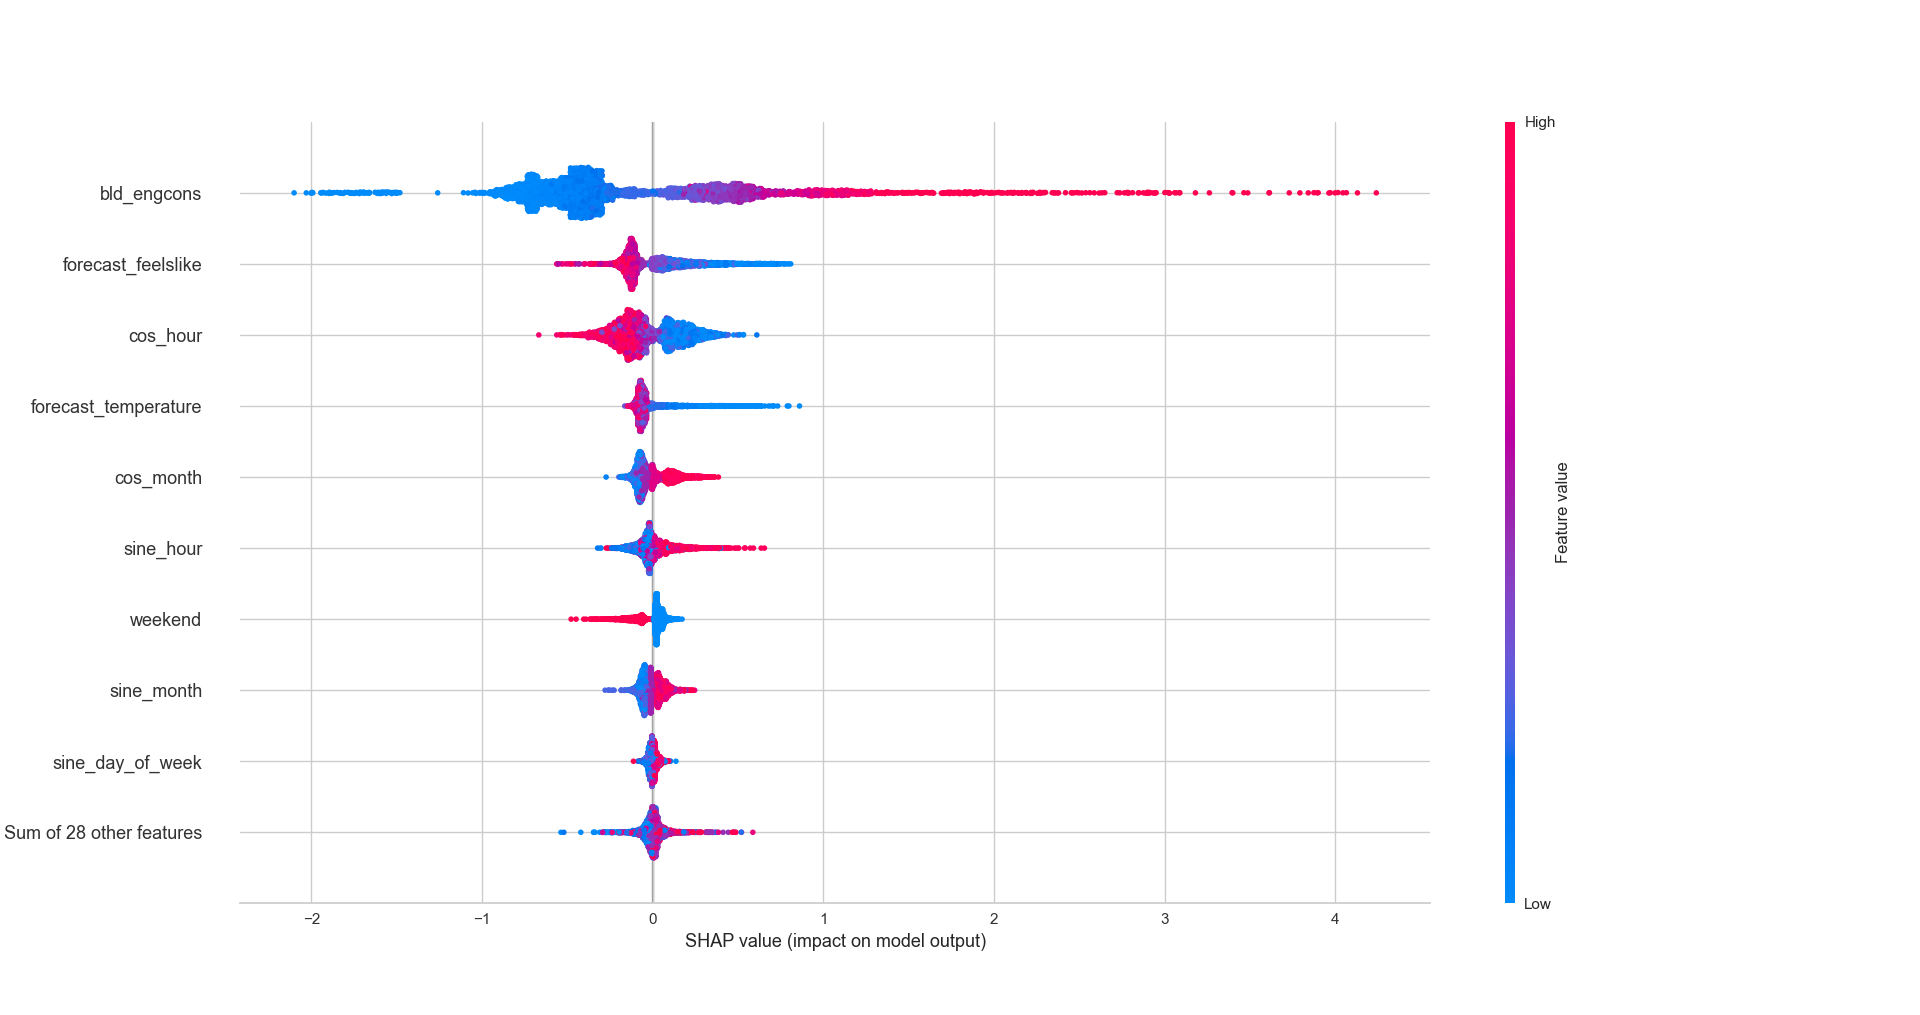 High
bld_engcons
forecast_feelslike
cos_hour
forecast_temperature
cos_month
Feature value
sine_hour
weekend
sine_month
sine_day_of_week
Sum of 28 other features
Low
−2 −1 0 1 2 3 4
SHAP value (impact on model output)